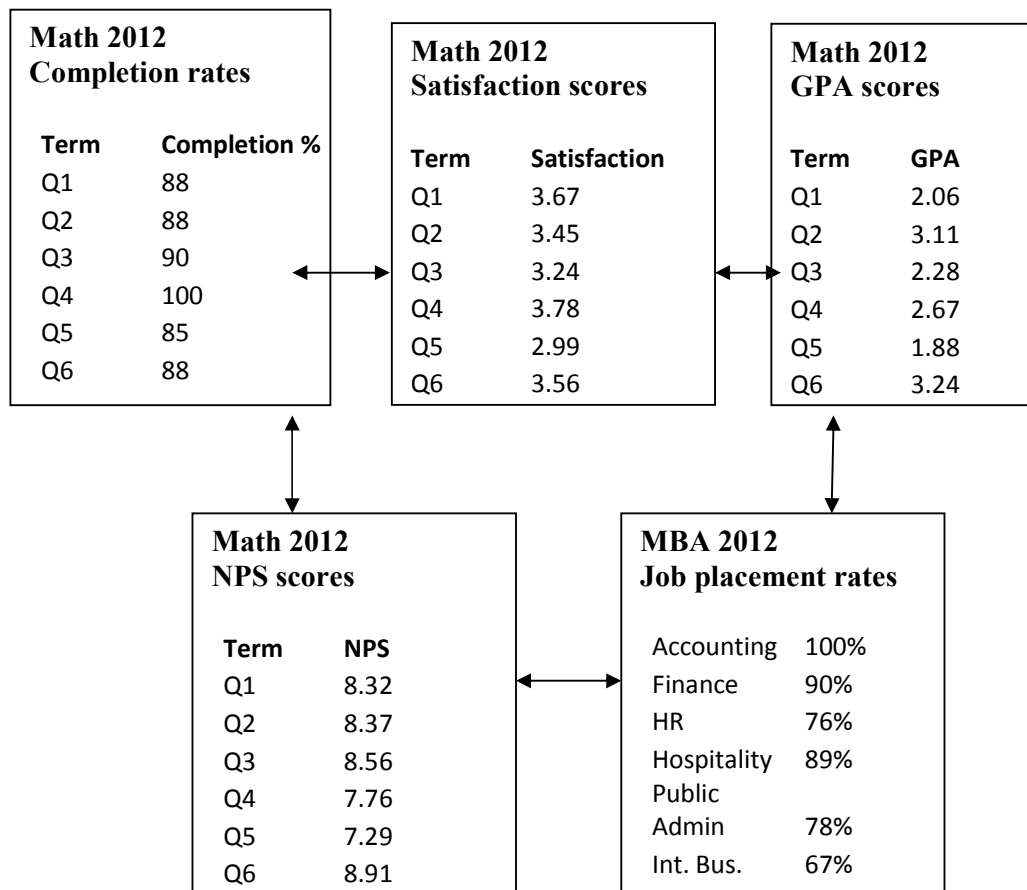 Math 2012
Completion rates
Term Completion %
Q1 88
Q2 88
Q3 90
Q4 100
Q5 85
Q6 88
Math 2012
Satisfaction scores
Term Satisfaction
Q1 3.67
Q2 3.45
Q3 3.24
Q4 3.78
Q5 2.99
Q6 3.56
Math 2012
GPA scores
Term GPA
Q1 2.06
Q2 3.11
Q3 2.28
Q4 2.67
Q5 1.88
Q6 3.24
Math 2012
NPS scores
Term NPS
Q1 8.32
Q2 8.37
Q3 8.56
Q4 7.76
Q5 7.29
Q6 8.91
MBA 2012
Job placement rates
Accounting 100%
Finance 90%
HR 76%
Hospitality 89%
Public
Admin 78%
Int. Bus. 67%